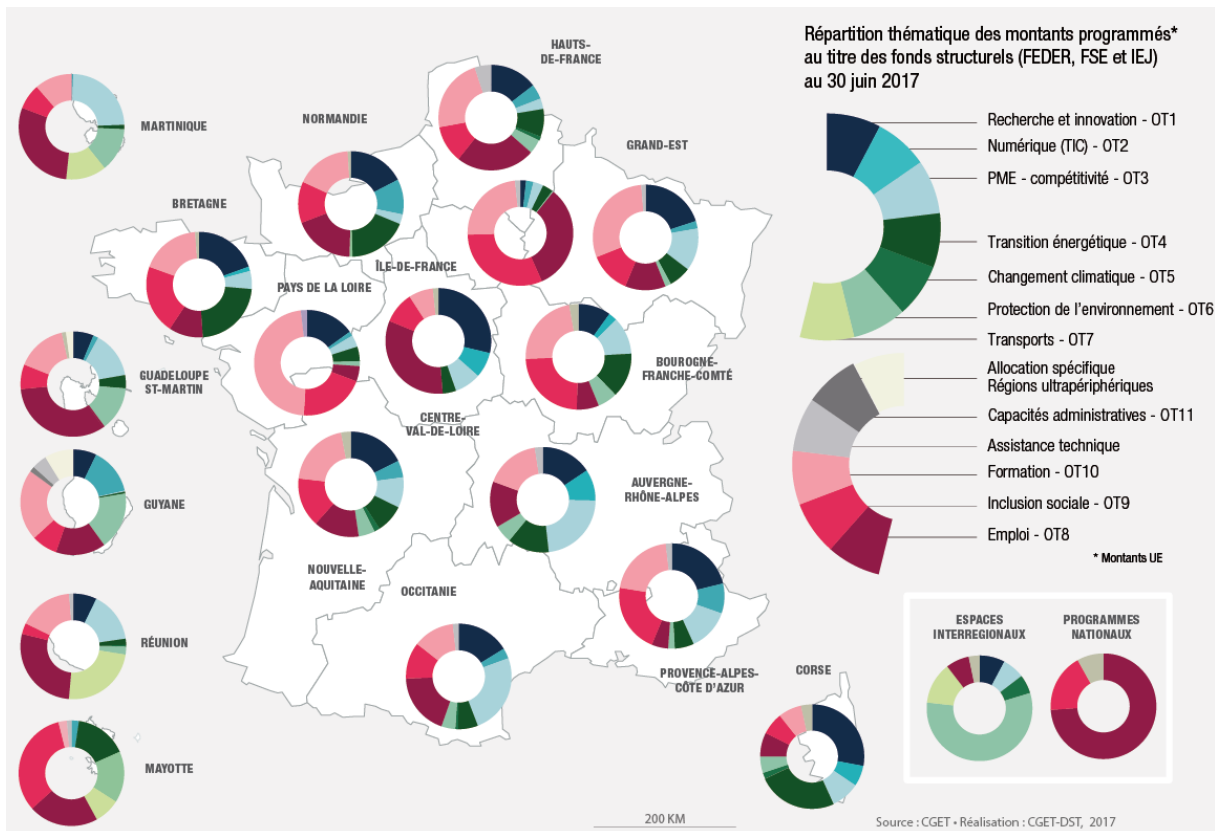 Répartition thématique des montants programmés*
au titre des fonds structurels (FEDER, FSE et IEJ)
au 30 juin 2017
HAUTS-
DE-FRANCE
MARTINIQUE
NORMANDIE
GRAND-EST
BRETAGNE
ÎLE-DE-FRANCE
PAYS DE LA LOIRE
GUADELOUPE
ST-MARTIN
BOUROGNE-
FRANCHE-COMTÉ
CENTRE-
VAL-DE-LOIRE
GUYANE
AUVERGNE-
RHÔNE-ALPES
NOUVELLE-
AQUITAINE
OCCITANIE
RÉUNION
PROVENCE-ALPES-
CÔTE D'AZUR
CORSE
MAYOTTE
Recherche et innovation - OT1
Numérique (TIC) - OT2
PME - compétitivité - OT3
Transition énergétique - OT4
Changement climatique - OT5
Protection de l'environnement - OT6
Transports - OT7
Allocation spécifique
Régions ultrapériphériques
Capacités administratives - OT11
Assistance technique
Formation - OT10
Inclusion sociale - OT9
Emploi - OT8
* Montants UE
ESPACES
INTERREGIONAUX
PROGRAMMES
NATIONAUX
200 KM
Source : CGET • Réalisation : CGET-DST, 2017